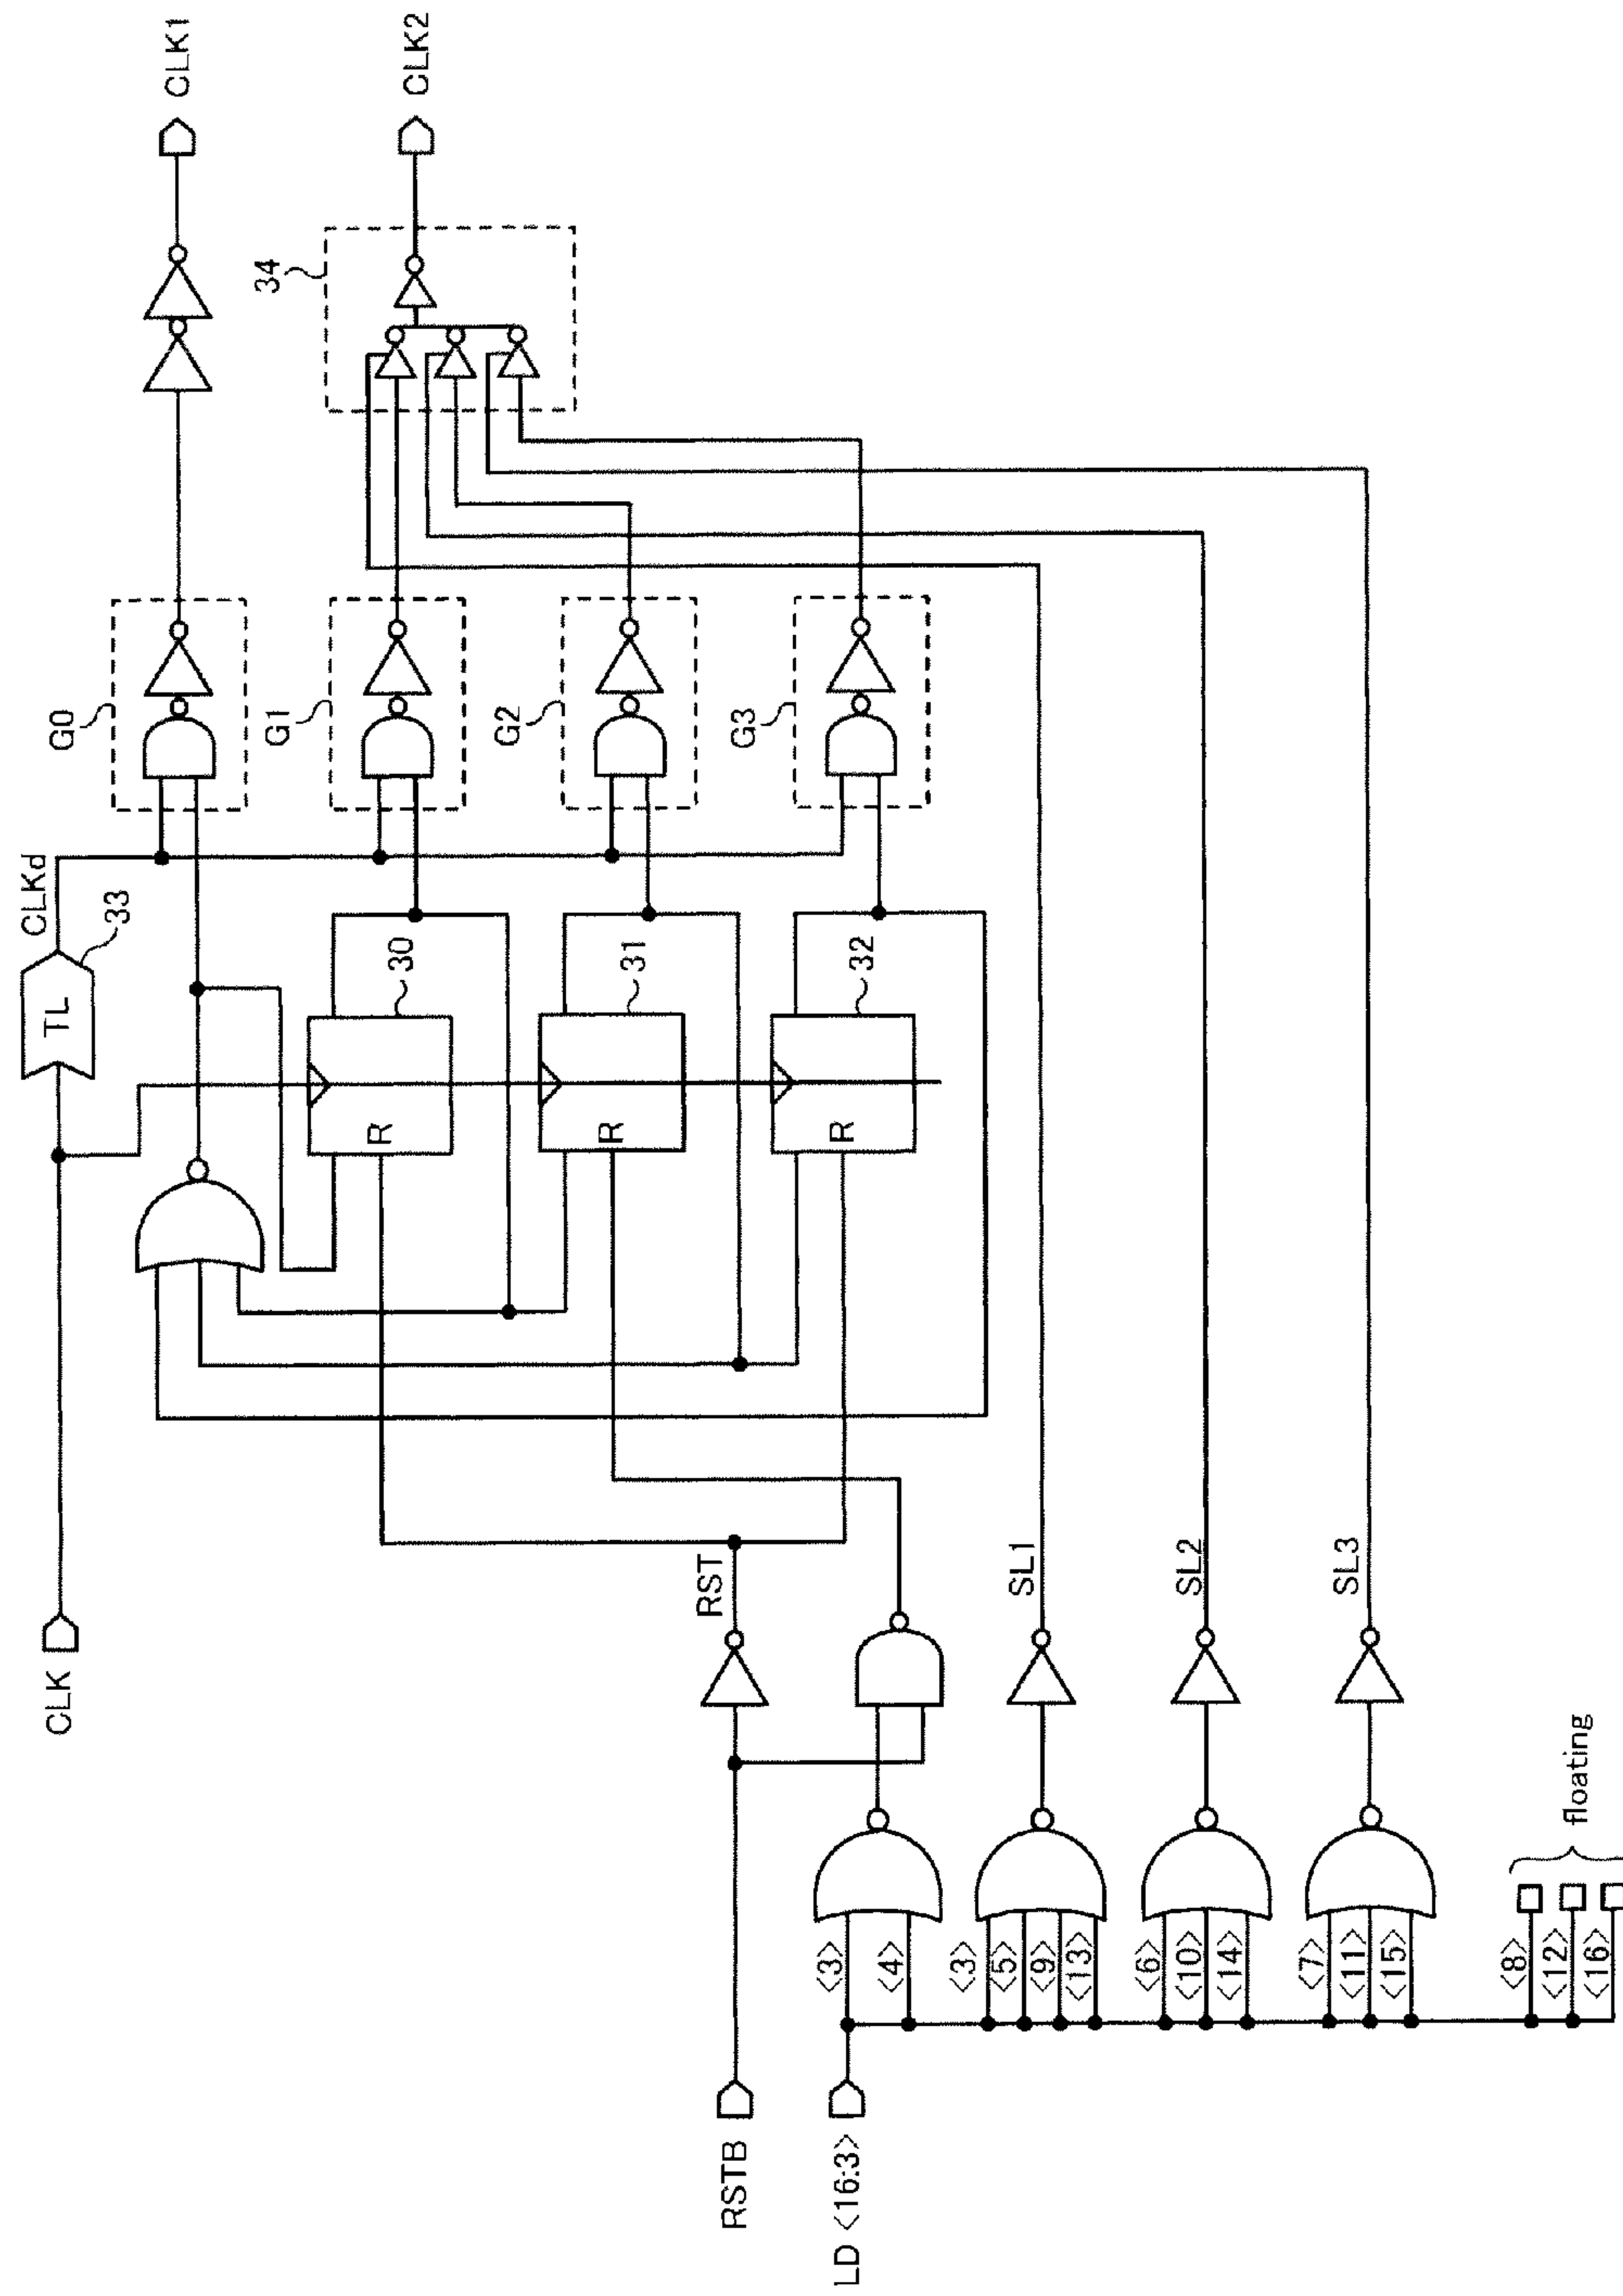 CLK
TL
33
CLKd
G0
CLK1
30
R
G1
34
CLK2
31
R
G2
32
R
G3
RSTB
RST
LD <16:3>
<3>
<4>
<3>
<5>
<9>
<13>
SL1
<6>
<10>
<14>
SL2
<7>
<11>
<15>
SL3
<8>
<12>
<16>
floating